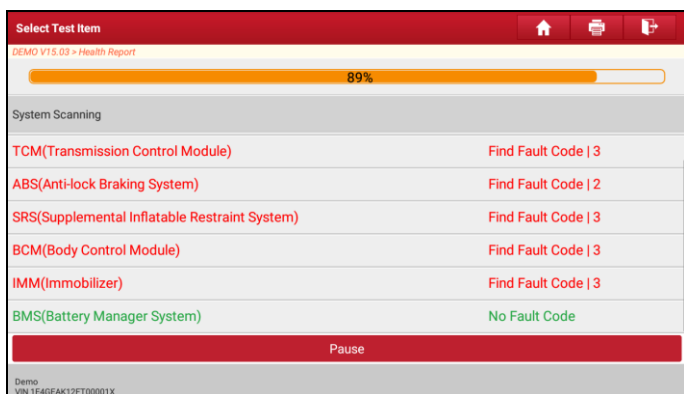 Select Test Item
DEMO V15.03 > Health Report
89%
System Scanning
TCM(Transmission Control Module) Find Fault Code | 3
ABS(Anti-lock Braking System) Find Fault Code | 2
SRS(Supplemental Inflatable Restraint System) Find Fault Code | 3
BCM(Body Control Module) Find Fault Code | 3
IMM(Immobilizer) Find Fault Code | 3
BMS(Battery Manager System) No Fault Code
Pause
Demo
VIN 1F4GFAK12FT00001X